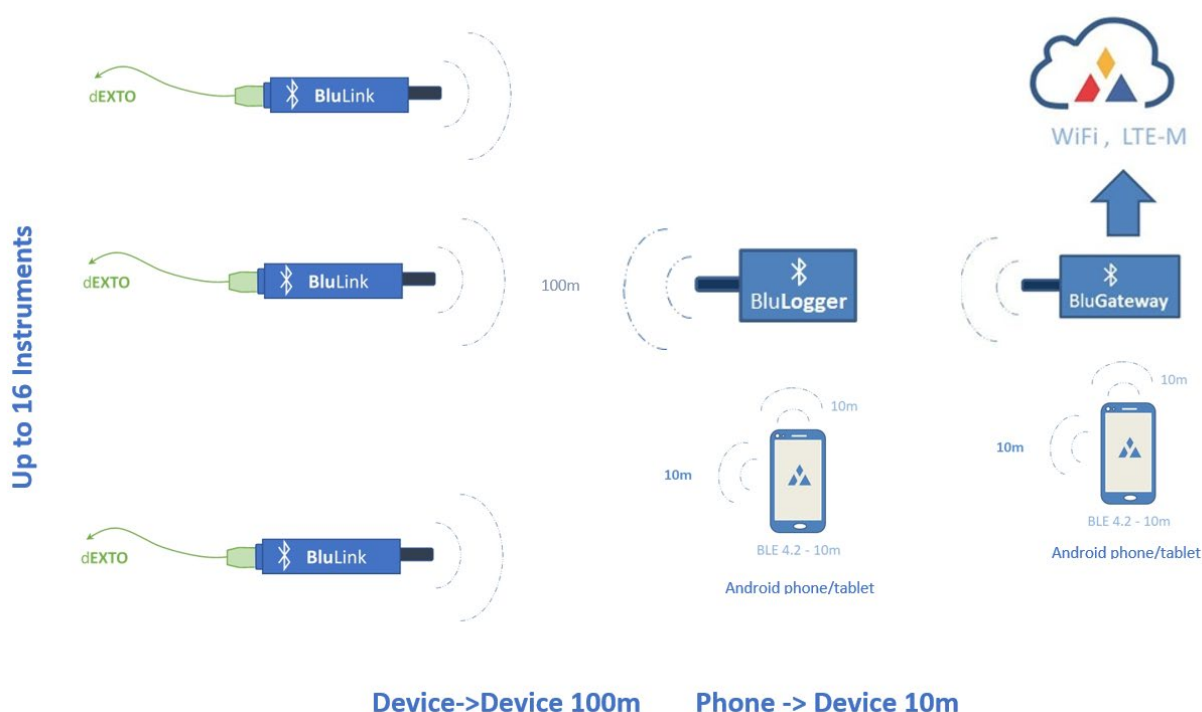 Up to 16 Instruments
dEXTO
BluLink
dEXTO
BluLink
100m
dEXTO
BluLink
BluLogger
10m
10m
BLE 4.2 - 10m
Android phone/tablet
WiFi , LTE-M
BluGateway
10m
10m
BLE 4.2 - 10m
Android phone/tablet
Device->Device 100m
Phone -> Device 10m